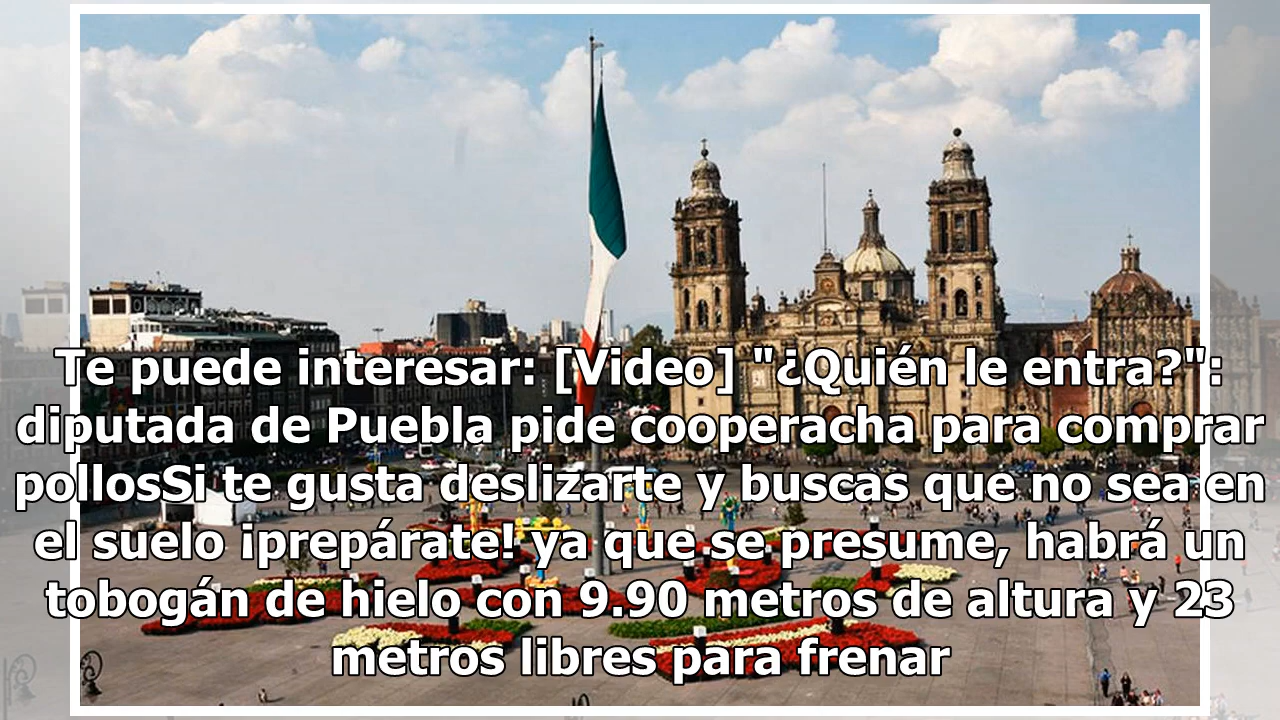 Te puede interesar: [Video] "¿Quién le entra?":
diputada de Puebla pide cooperacha para comprar
pollosSi te gusta deslizarte y buscas que no sea en
el suelo ¡prepárate! ya que se presume, habrá un
tobogán de hielo con 9.90 metros de altura y 23
metros libres para frenar